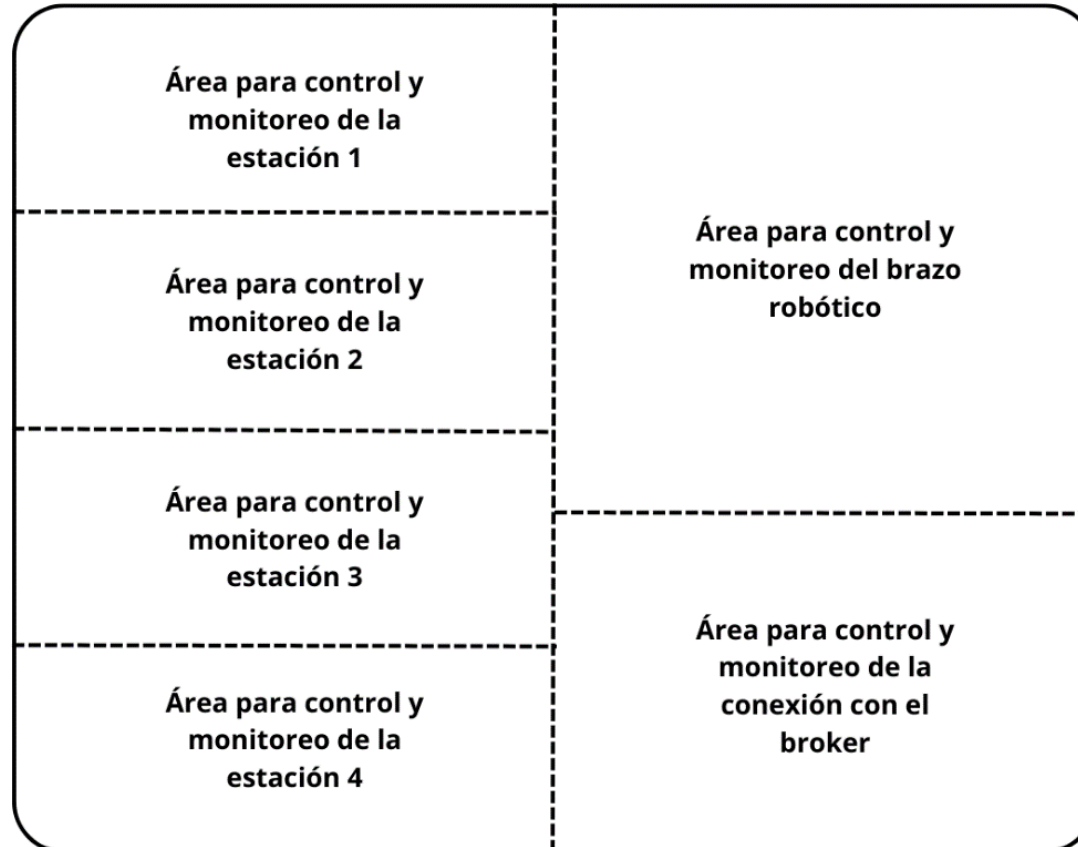 Área para control y
monitoreo de la
estación 1
Área para control y
monitoreo de la
estación 2
Área para control y
monitoreo de la
estación 3
Área para control y
monitoreo de la
estación 4
Área para control y
monitoreo del brazo
robótico
Área para control y
monitoreo de la
conexión con el
broker